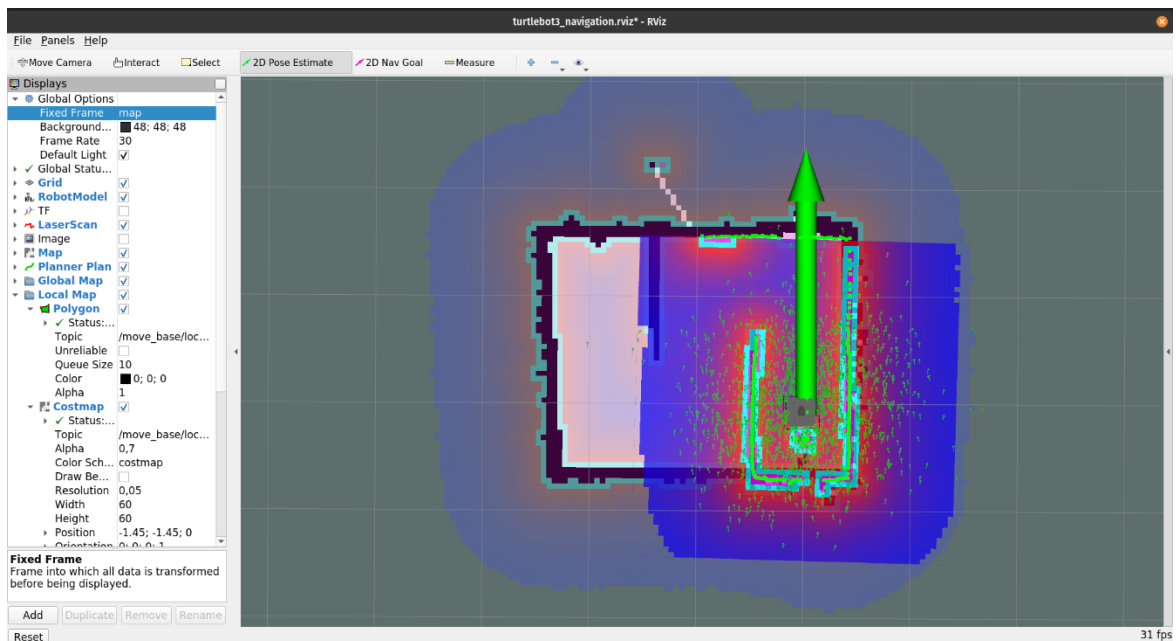 turtlebot3_navigation.rviz* - RViz
File Panels Help
Move Camera Interact Select 2D Pose Estimate 2D Nav Goal Measure
Displays
Global Options
Fixed Frame map
Background... 48; 48; 48
Frame Rate 30
Default Light
Global Statu...
Grid
RobotModel
TF
LaserScan
Image
Map
Planner Plan
Global Map
Local Map
Polygon
Status:...
Topic /move_base/loc...
Unreliable
Queue Size 10
Color 0; 0; 0
Alpha 1
Costmap
Status:...
Topic /move_base/loc...
Alpha 0,7
Color Sch... costmap
Draw Be...
Resolution 0,05
Width 60
Height 60
Position -1.45; -1.45; 0
Orientation 0; 0; 0; 1
Fixed Frame
Frame into which all data is transformed
before being displayed.
Add Duplicate Remove Rename
Reset 31 fps